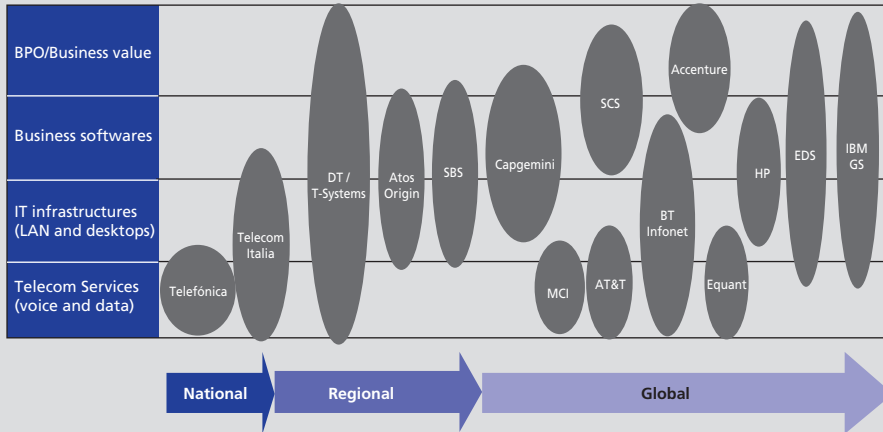 BPO/Business value
Business softwares
IT infrastructures
(LAN and desktops)
Telecom Services
(voice and data)
Telefónica
Telecom
Italia
DT /
T-Systems
Atos
Origin
SBS
Capgemini
MCI
SCS
AT&T
BT
Infonet
Accenture
Equant
HP
EDS
IBM
GS
National
Regional
Global